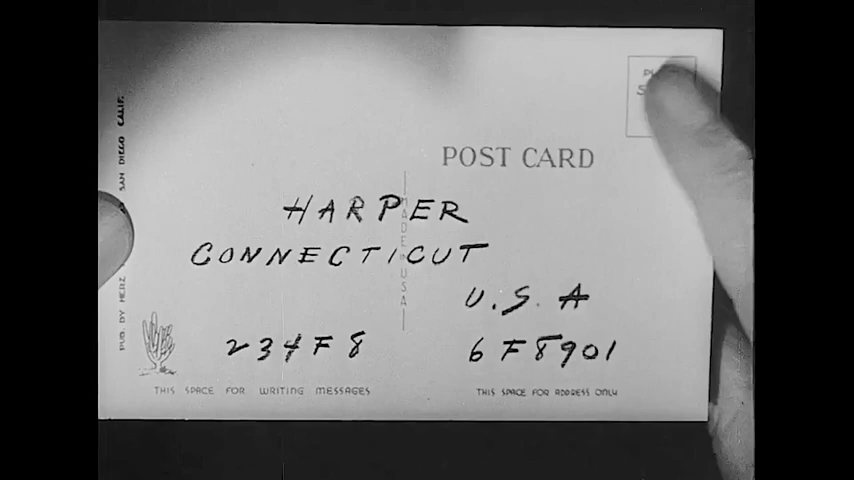 POST CARD
HARPER
CONNECTICUT
U.S.A
234F8 6F8901
MADE IN USA
THIS SPACE FOR WRITING MESSAGES
THIS SPACE FOR ADDRESS ONLY
PUB. BY HERZ
SAN DIEGO CALIF.